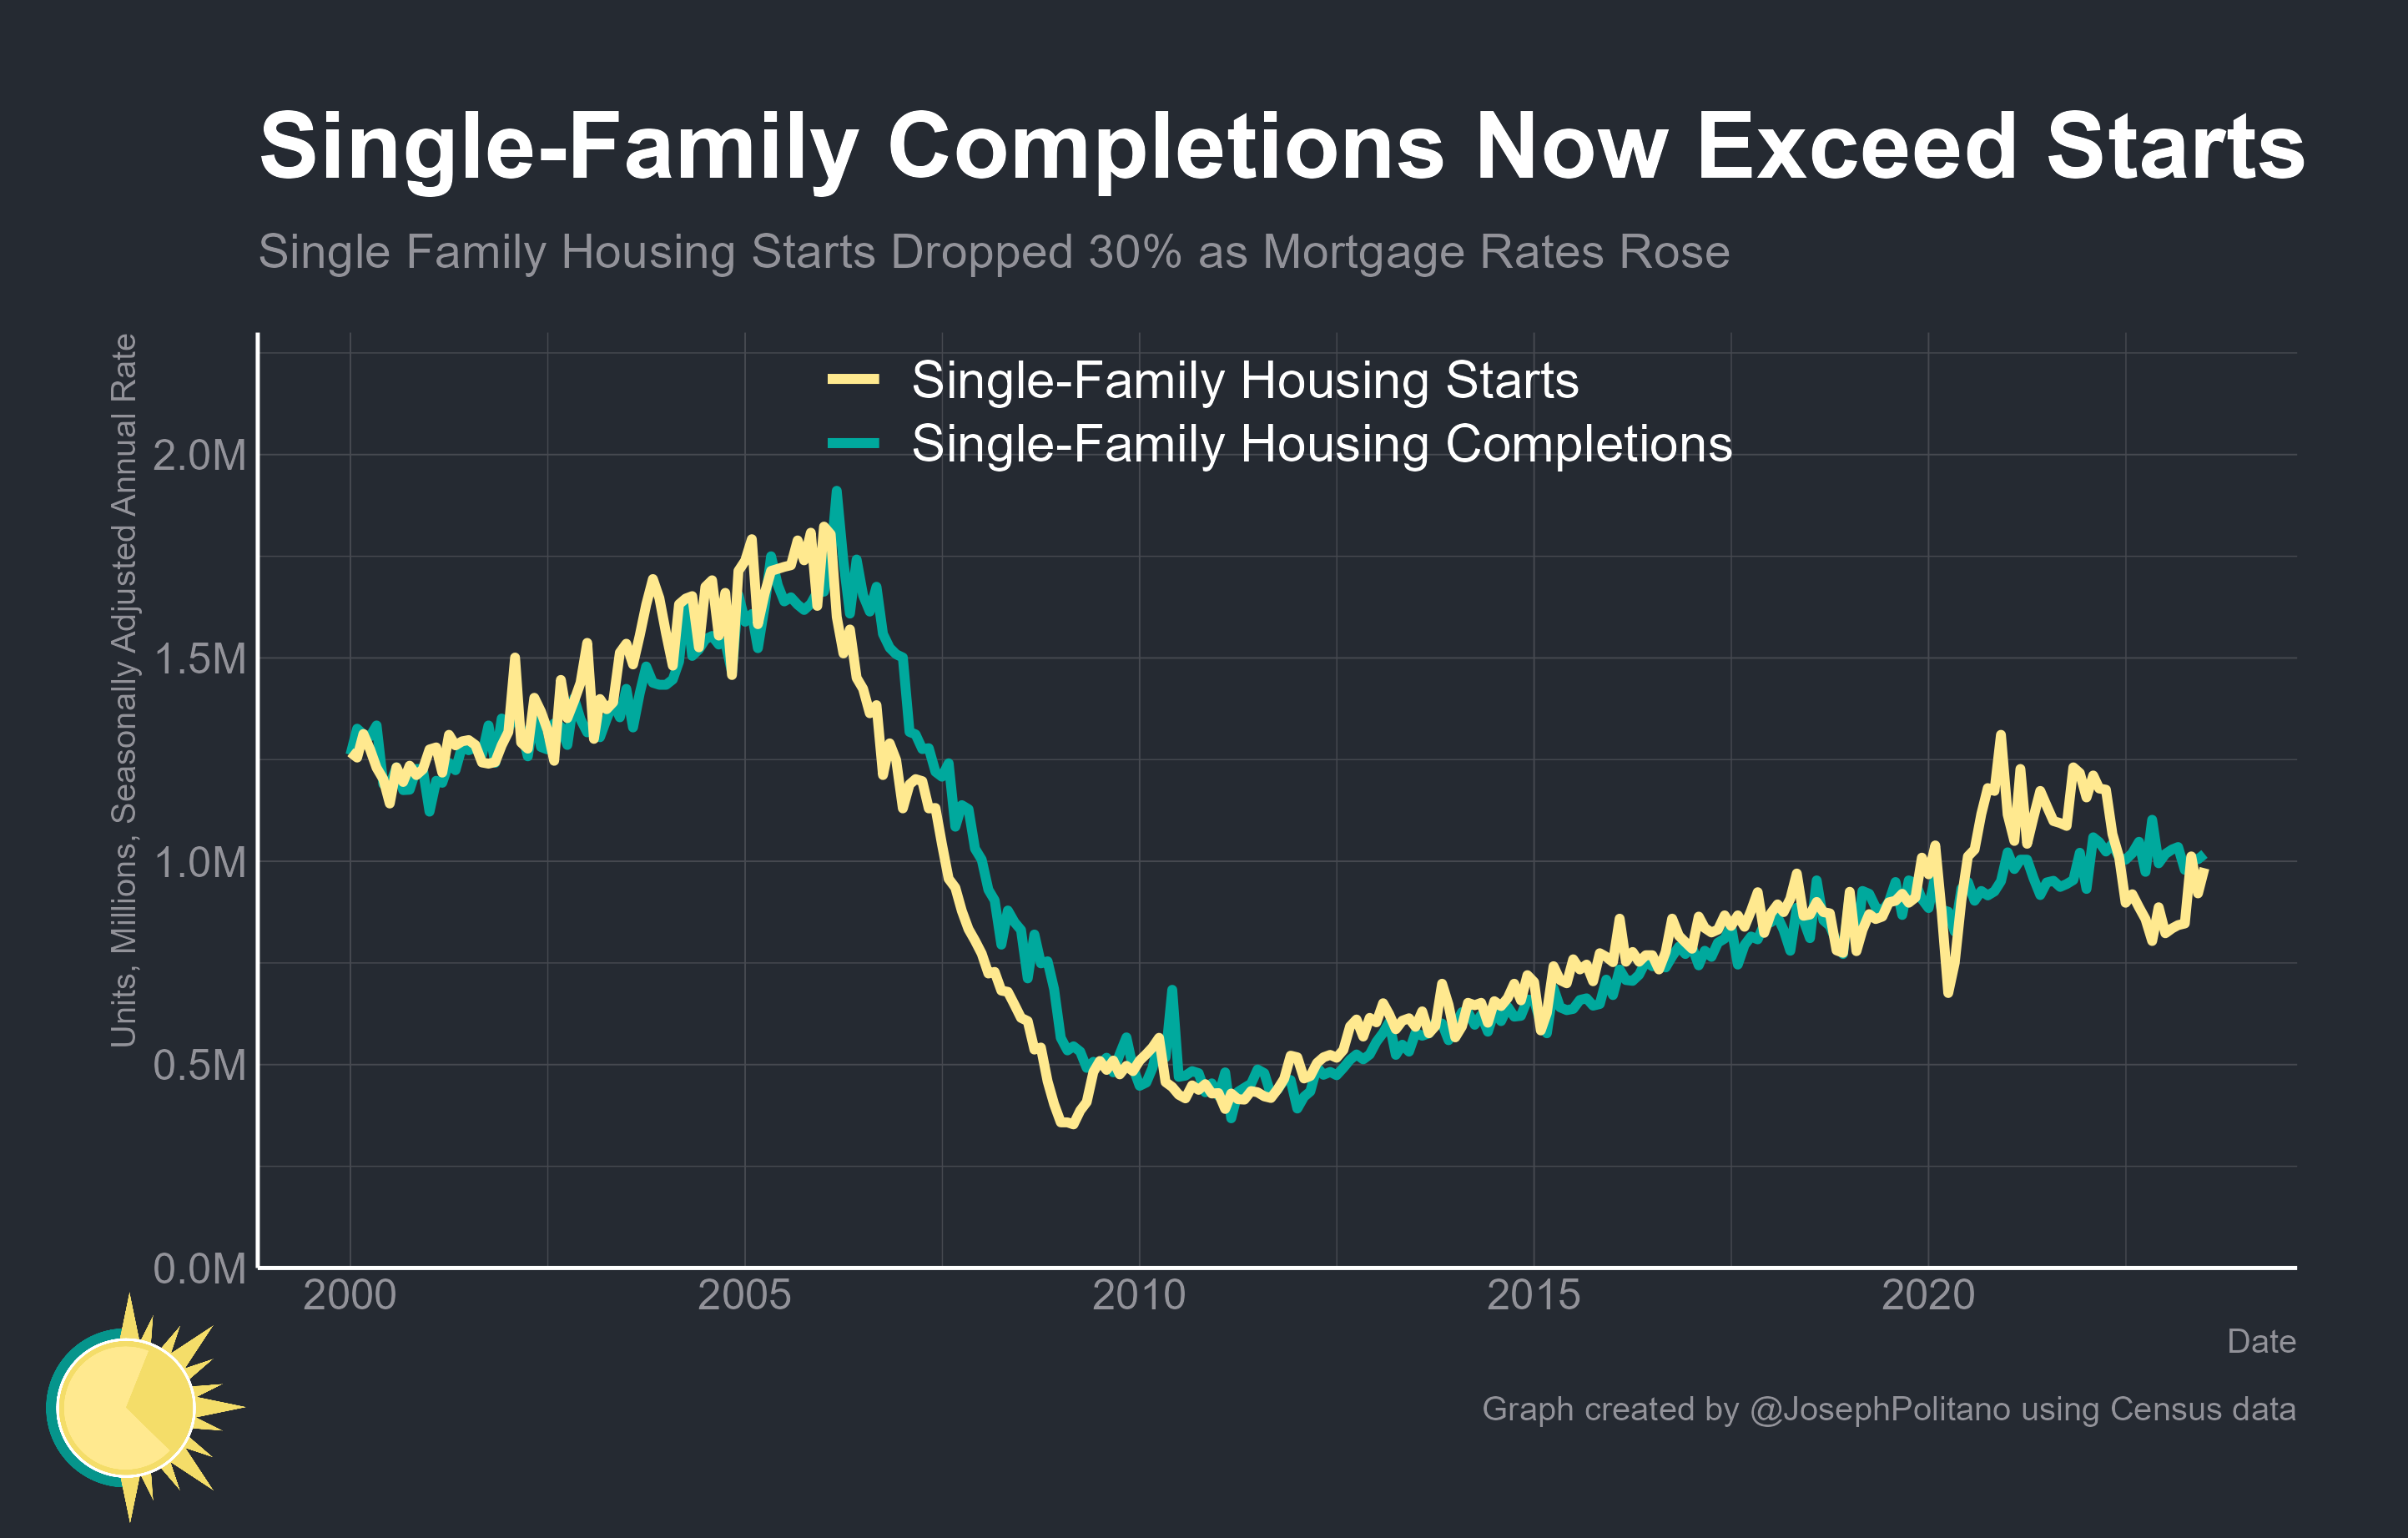 Single-Family Completions Now Exceed Starts
Single Family Housing Starts Dropped 30% as Mortgage Rates Rose
Units, Millions, Seasonally Adjusted Annual Rate
Single-Family Housing Starts
Single-Family Housing Completions
2.0M
1.5M
1.0M
0.5M
0.0M
2000
2005
2010
2015
2020
Date
Graph created by @JosephPolitano using Census data